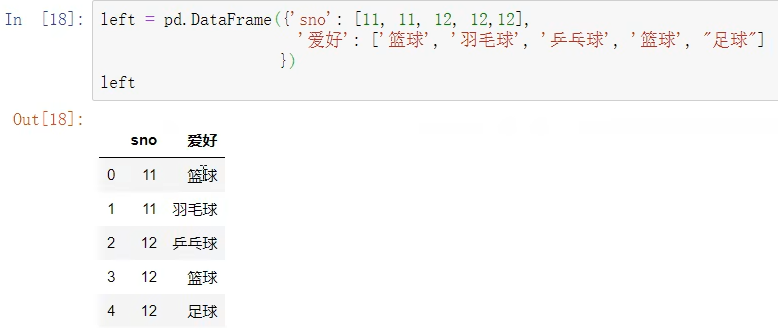 In [18]: left = pd.DataFrame({'sno': [11, 11, 12, 12,12],
'爱好': ['篮球', '羽毛球', '乒乓球', '篮球', "足球"]
})
left
Out[18]:
sno 爱好
0 11 篮球
1 11 羽毛球
2 12 乒乓球
3 12 篮球
4 12 足球